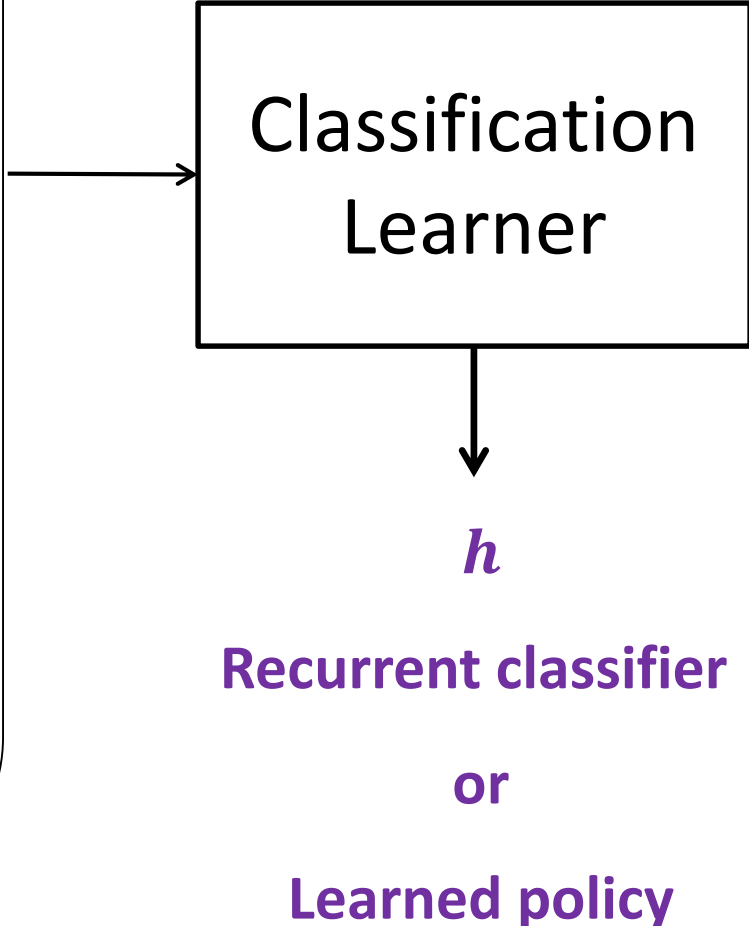 Classification
Learner
h
Recurrent classifier
or
Learned policy